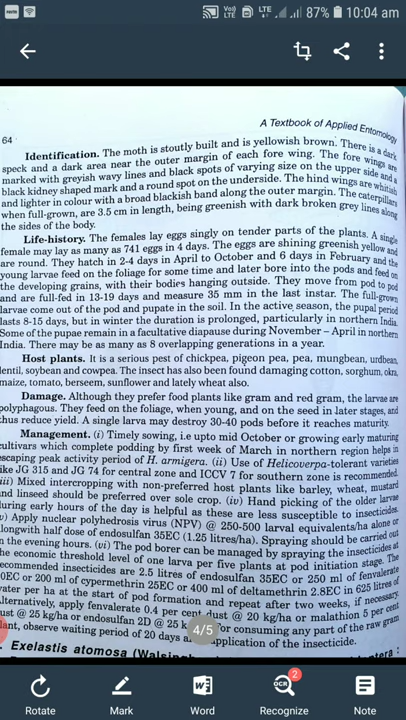 Vo) LTE LTE 87% 10:04 am
A Textbook of Applied Entomology
64
Identification. The moth is stoutly built and is yellowish brown. There is a dark
speck and a dark area near the outer margin of each fore wing. The fore wings are
marked with greyish wavy lines and black spots of varying size on the upper side and a
black kidney shaped mark and a round spot on the underside. The hind wings are whitish
and lighter in colour with a broad blackish band along the outer margin. The caterpillars
when full-grown, are 3.5 cm in length, being greenish with dark broken grey lines along
the sides of the body.
Life-history. The females lay eggs singly on tender parts of the plants. A single
female may lay as many as 741 eggs in 4 days. The eggs are shining greenish yellow and
are round. They hatch in 2-4 days in April to October and 6 days in February and the
young larvae feed on the foliage for some time and later bore into the pods and feed on
the developing grains, with their bodies hanging outside. They move from pod to pod
and are full-fed in 13-19 days and measure 35 mm in the last instar. The full-grown
larvae come out of the pod and pupate in the soil. In the active season, the pupal period
lasts 8-15 days, but in winter the duration is prolonged, particularly in northern India.
Some of the pupae remain in a facultative diapause during November – April in northern
India. There may be as many as 8 overlapping generations in a year.
Host plants. It is a serious pest of chickpea, pigeon pea, pea, mungbean, urdbean,
lentil, soybean and cowpea. The insect has also been found damaging cotton, sorghum, okra,
maize, tomato, berseem, sunflower and lately wheat also.
Damage. Although they prefer food plants like gram and red gram, the larvae are
polyphagous. They feed on the foliage, when young, and on the seed in later stages, and
thus reduce yield. A single larva may destroy 30-40 pods before it reaches maturity.
Management. (i) Timely sowing, i.e upto mid October or growing early maturing
cultivars which complete podding by first week of March in northern region helps in
escaping peak activity period of H. armigera. (ii) Use of Helicoverpa-tolerant varieties
like JG 315 and JG 74 for central zone and ICCV 7 for southern zone is recommended.
iii) Mixed intercropping with non-preferred host plants like barley, wheat, mustard
and linseed should be preferred over sole crop. (iv) Hand picking of the older larvae
during early hours of the day is helpful as these are less susceptible to insecticides.
v) Apply nuclear polyhedrosis virus (NPV) @ 250-500 larval equivalents/ha alone or
longwith half dose of endosulfan 35EC (1.25 litres/ha). Spraying should be carried out
n the evening hours. (vi) The pod borer can be managed by spraying the insecticides at
he economic threshold level of one larva per five plants at pod initiation stage. The
ecommended insecticides are 2.5 litres of endosulfan 35EC or 250 ml of fenvalerate
0EC or 200 ml of cypermethrin 25EC or 400 ml of deltamethrin 2.8EC in 625 litres of
vater per ha at the start of pod formation and repeat after two weeks, if necessary.
Alternatively, apply fenvalerate 0.4 per cent dust @ 20 kg/ha or malathion 5 per cent
ust @ 25 kg/ha or endosulfan 2D @ 25 k 4/5 For consuming any part of the raw gram
lant, observe waiting period of 20 days a application of the insecticide.
. Exelastis atomosa (Walsin
Rotate Mark W Word OCR 2 Recognize Note